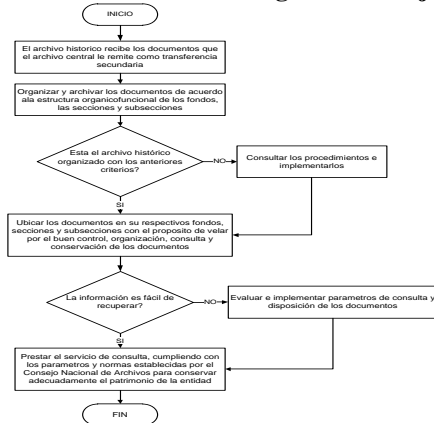 INICIO
El archivo historico recibe los documentos que
el archivo central le remite como transferencia
secundaria
Organizar y archivar los documentos de acuerdo
ala estructura organicofuncional de los fondos,
las secciones y subsecciones
Esta el archivo histórico
organizado con los anteriores
criterios?
NO
Consultar los procedimientos e
implementarlos
SI
Ubicar los documentos en su respectivos fondos,
secciones y subsecciones con el proposito de velar
por el buen control, organización, consulta y
conservación de los documentos
La información es fácil de
recuperar?
NO
Evaluar e implementar parametros de consulta y
disposición de los documentos
SI
Prestar el servicio de consulta, cumpliendo con
los parametros y normas establecidas por el
Consejo Nacional de Archivos para conservar
adecuadamente el patrimonio de la entidad
FIN